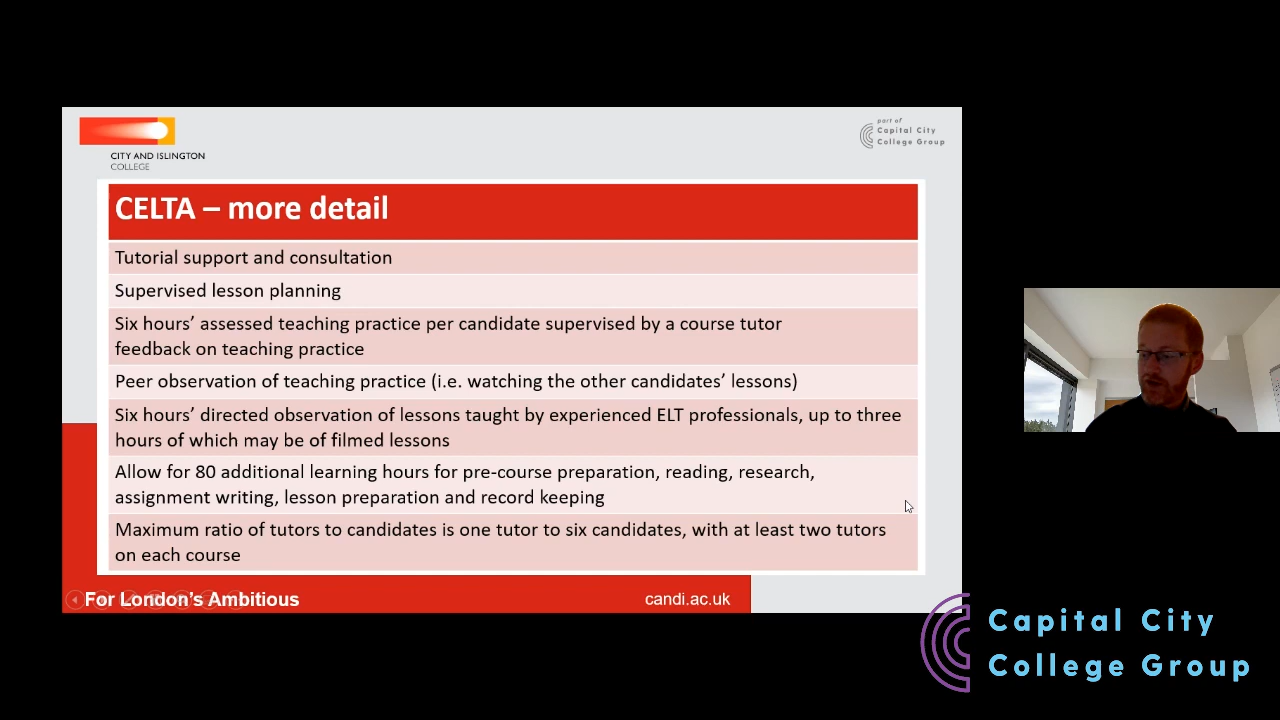 CITY AND ISLINGTON
COLLEGE
part of
Capital City
College Group
CELTA – more detail
Tutorial support and consultation
Supervised lesson planning
Six hours’ assessed teaching practice per candidate supervised by a course tutor
feedback on teaching practice
Peer observation of teaching practice (i.e. watching the other candidates’ lessons)
Six hours’ directed observation of lessons taught by experienced ELT professionals, up to three
hours of which may be of filmed lessons
Allow for 80 additional learning hours for pre-course preparation, reading, research,
assignment writing, lesson preparation and record keeping
Maximum ratio of tutors to candidates is one tutor to six candidates, with at least two tutors
on each course
For London’s Ambitious
candi.ac.uk
Capital City
College Group